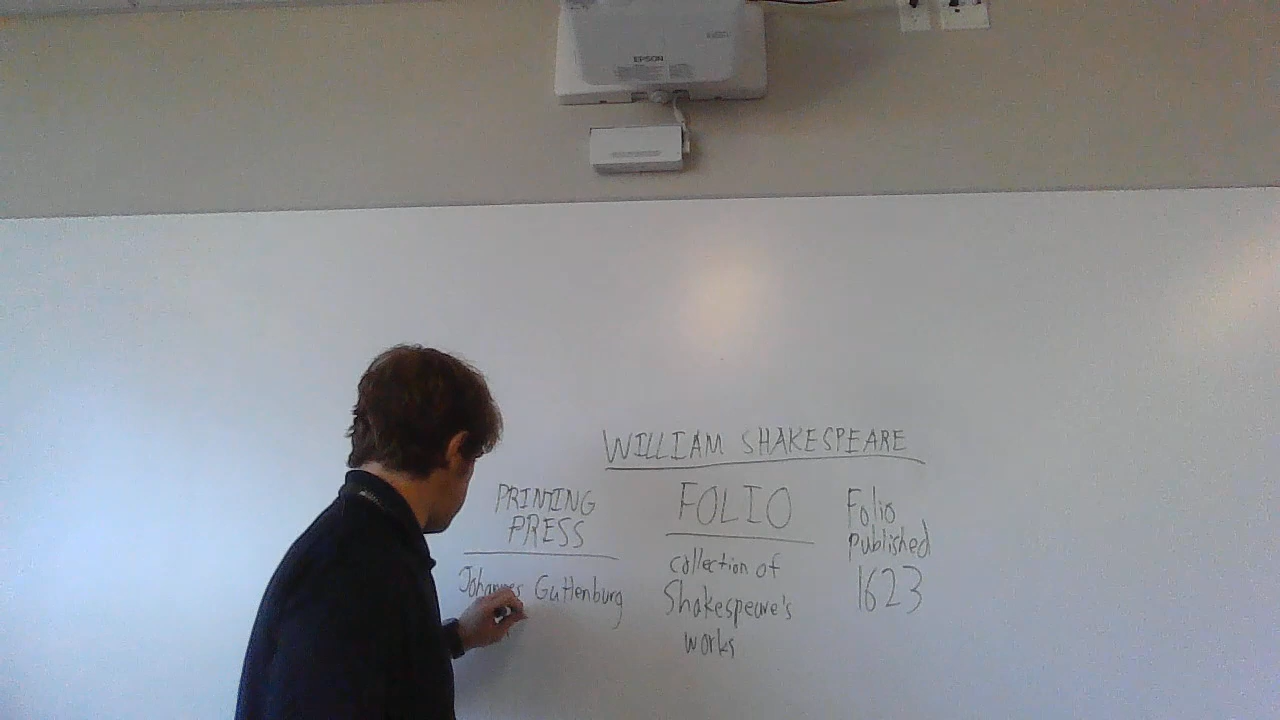 EPSON
WILLIAM SHAKESPEARE
PRINTING
PRESS
Johannes Guttenburg
FOLIO
collection of
Shakespeare's
works
Folio
published
1623